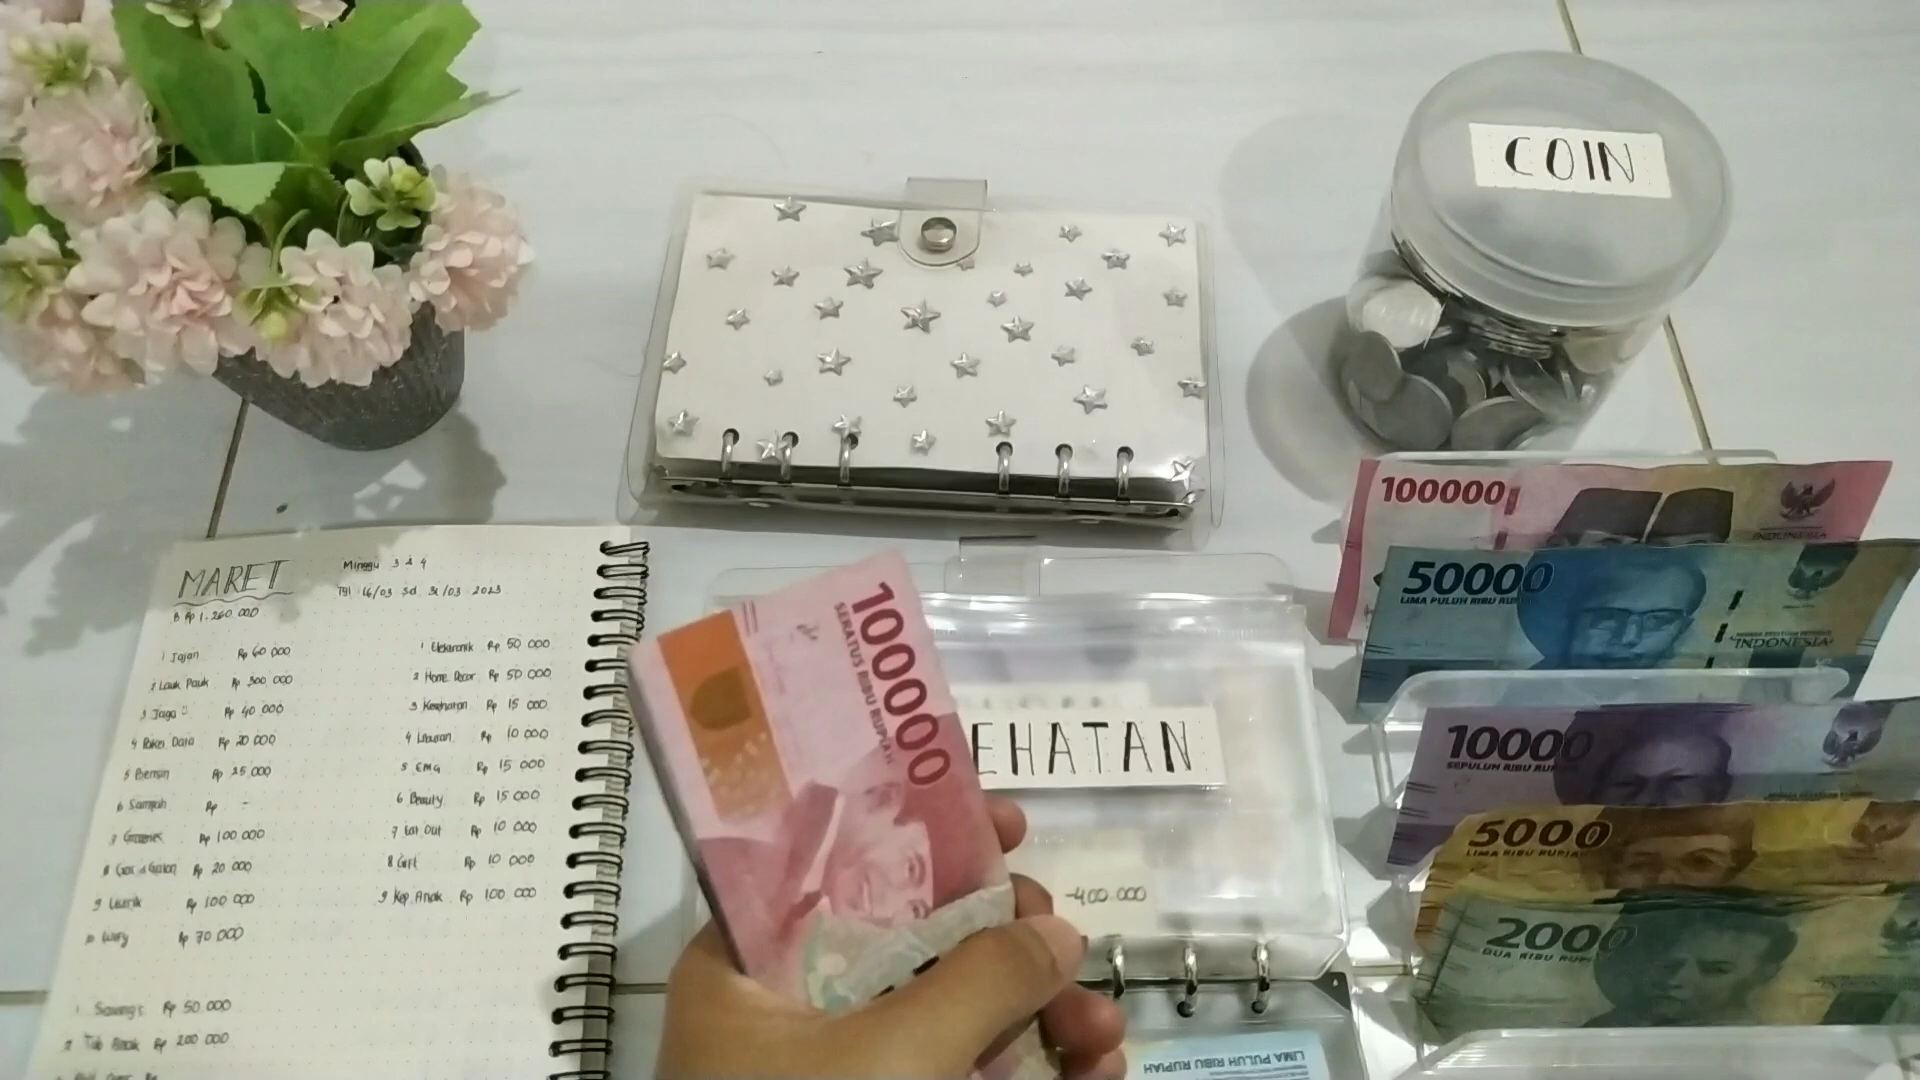 COIN
MARET
Minggu 3 & 4
Tgl 16/03 sd 31/03 2023
B Rp 1.260.000
1 Jajan Rp 60 000
2 Lauk Pauk Rp 300 000
3 Jaga Rp 40 000
4 Paket Data Rp 20 000
5 Bensin Rp 25.000
6 Sampah Rp -
7 Groceries Rp 100 000
8 Gas & Galon Rp 20 000
9 Listrik Rp 100 000
10 Wifi Rp 70 000
1 Elektronik Rp 50 000
2 Home Decor Rp 50 000
3 Kesehatan Rp 15 000
4 Liburan Rp 10 000
5 EMG Rp 15 000
6 Beauty Rp 15 000
7 Eat Out Rp 10 000
8 Gift Rp 10 000
9 Kep. Anak Rp 100 000
1 Saving's Rp 50 000
2 Tab Anak Rp 200 000
100000
SERATUS RIBU RUPIAH
EHATAN
-400.000
LIMA PULUH RIBU RUPIAH
100000
INDONESIA
50000
LIMA PULUH RIBU RUPI
INDONESIA
10000
SEPULUH RIBU RUPIA
5000
LIMA RIBU RUPIAH
2000
DUA RIBU RUPI